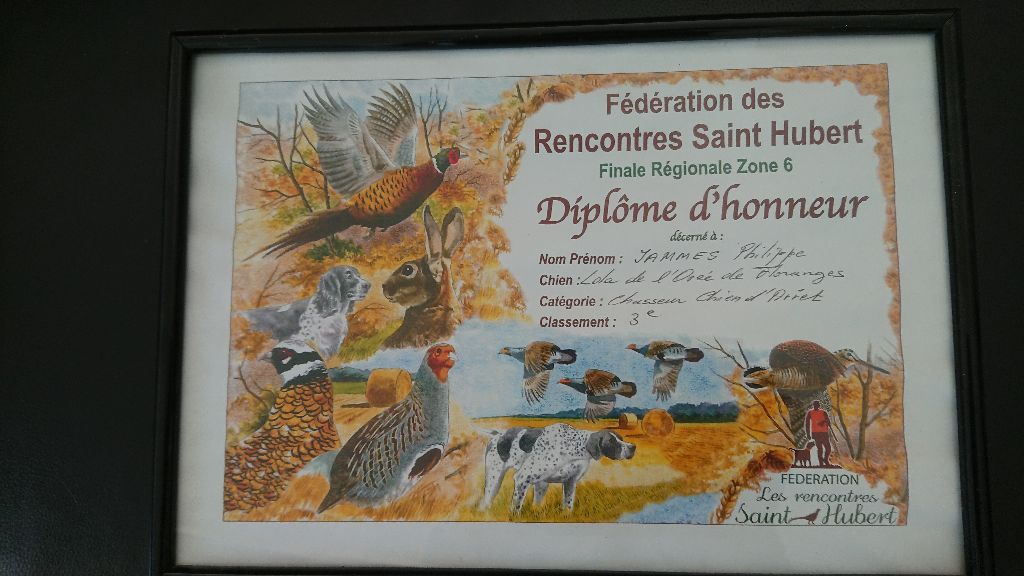 Fédération des
Rencontres Saint Hubert
Finale Régionale Zone 6
Diplôme d'honneur
décerné à :
Nom Prénom : JAMMES Philippe
Chien : Lola de l'Orée de Floranges
Catégorie : Chasseur Chien d'Arrêt
Classement : 3e
FEDERATION
Les rencontres
Saint Hubert